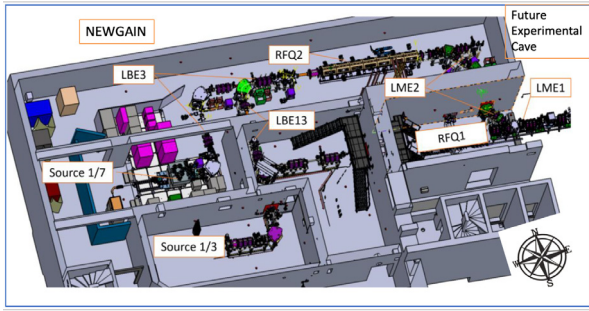 NEWGAIN
Future
Experimental
Cave
RFQ2
LBE3
LME2
LME1
LBE13
RFQ1
Source 1/7
Source 1/3
N
W
E
S